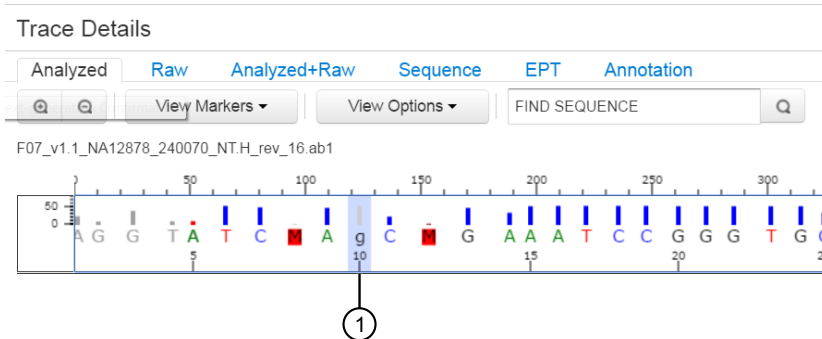 Trace Details
Analyzed Raw Analyzed+Raw Sequence EPT Annotation
View Markers View Options FIND SEQUENCE
F07_v1.1_NA12878_240070_NT.H_rev_16.ab1
50 100 150 200 250 300
50
0
A G G T A T C M A g C M G A A A T C C G G G T G
5 10 15 20
1